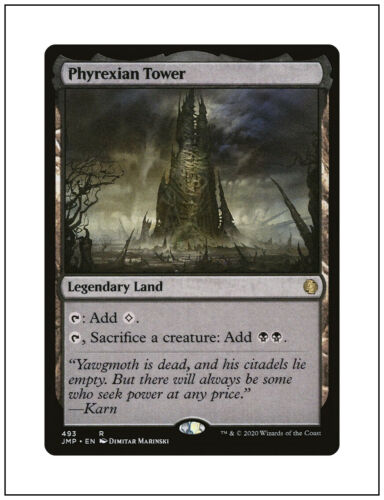 Phyrexian Tower
Legendary Land
: Add .
, Sacrifice a creature: Add .
“Yawgmoth is dead, and his citadels lie
empty. But there will always be some
who seek power at any price.”
—Karn
493 R
JMP • EN DIMITAR MARINSKI
™ & © 2020 Wizards of the Coast